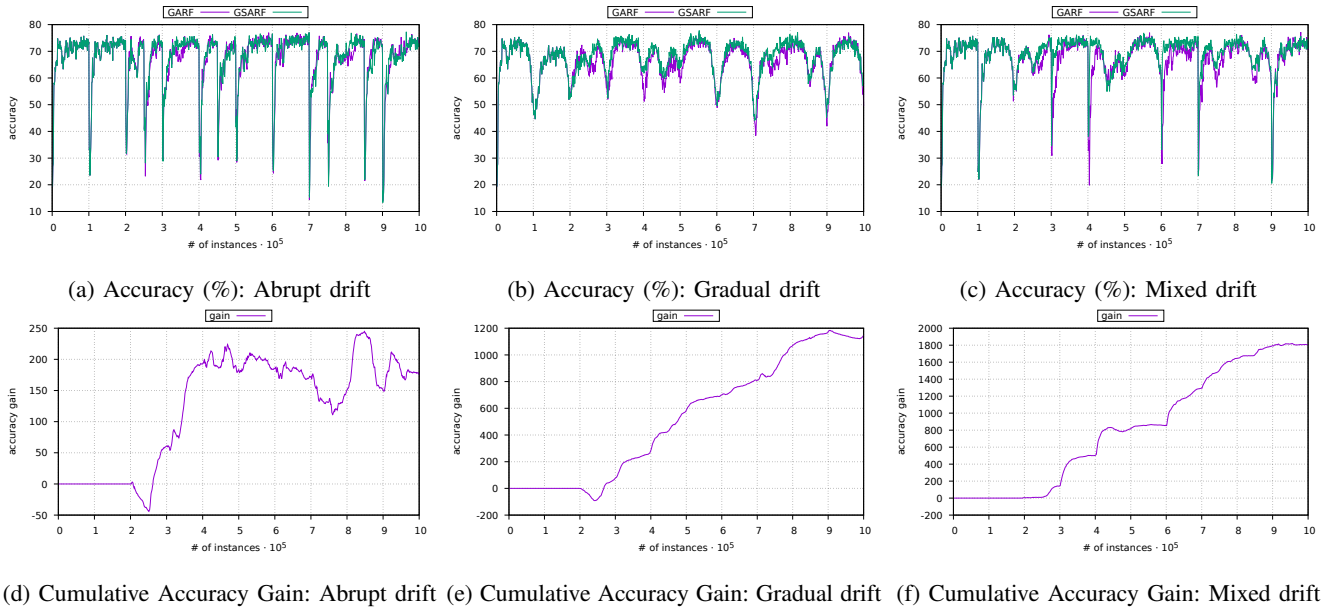 GARF GSARF
80
70
60
50
40
30
20
10
accuracy
0 1 2 3 4 5 6 7 8 9 10
# of instances · 10⁵
(a) Accuracy (%): Abrupt drift
GARF GSARF
80
70
60
50
40
30
20
10
accuracy
0 1 2 3 4 5 6 7 8 9 10
# of instances · 10⁵
(b) Accuracy (%): Gradual drift
GARF GSARF
80
70
60
50
40
30
20
10
accuracy
0 1 2 3 4 5 6 7 8 9 10
# of instances · 10⁵
(c) Accuracy (%): Mixed drift
gain
250
200
150
100
50
0
-50
accuracy gain
0 1 2 3 4 5 6 7 8 9 10
# of instances · 10⁵
(d) Cumulative Accuracy Gain: Abrupt drift
gain
1200
1000
800
600
400
200
0
-200
accuracy gain
0 1 2 3 4 5 6 7 8 9 10
# of instances · 10⁵
(e) Cumulative Accuracy Gain: Gradual drift
gain
2000
1800
1600
1400
1200
1000
800
600
400
200
0
-200
accuracy gain
0 1 2 3 4 5 6 7 8 9 10
# of instances · 10⁵
(f) Cumulative Accuracy Gain: Mixed drift